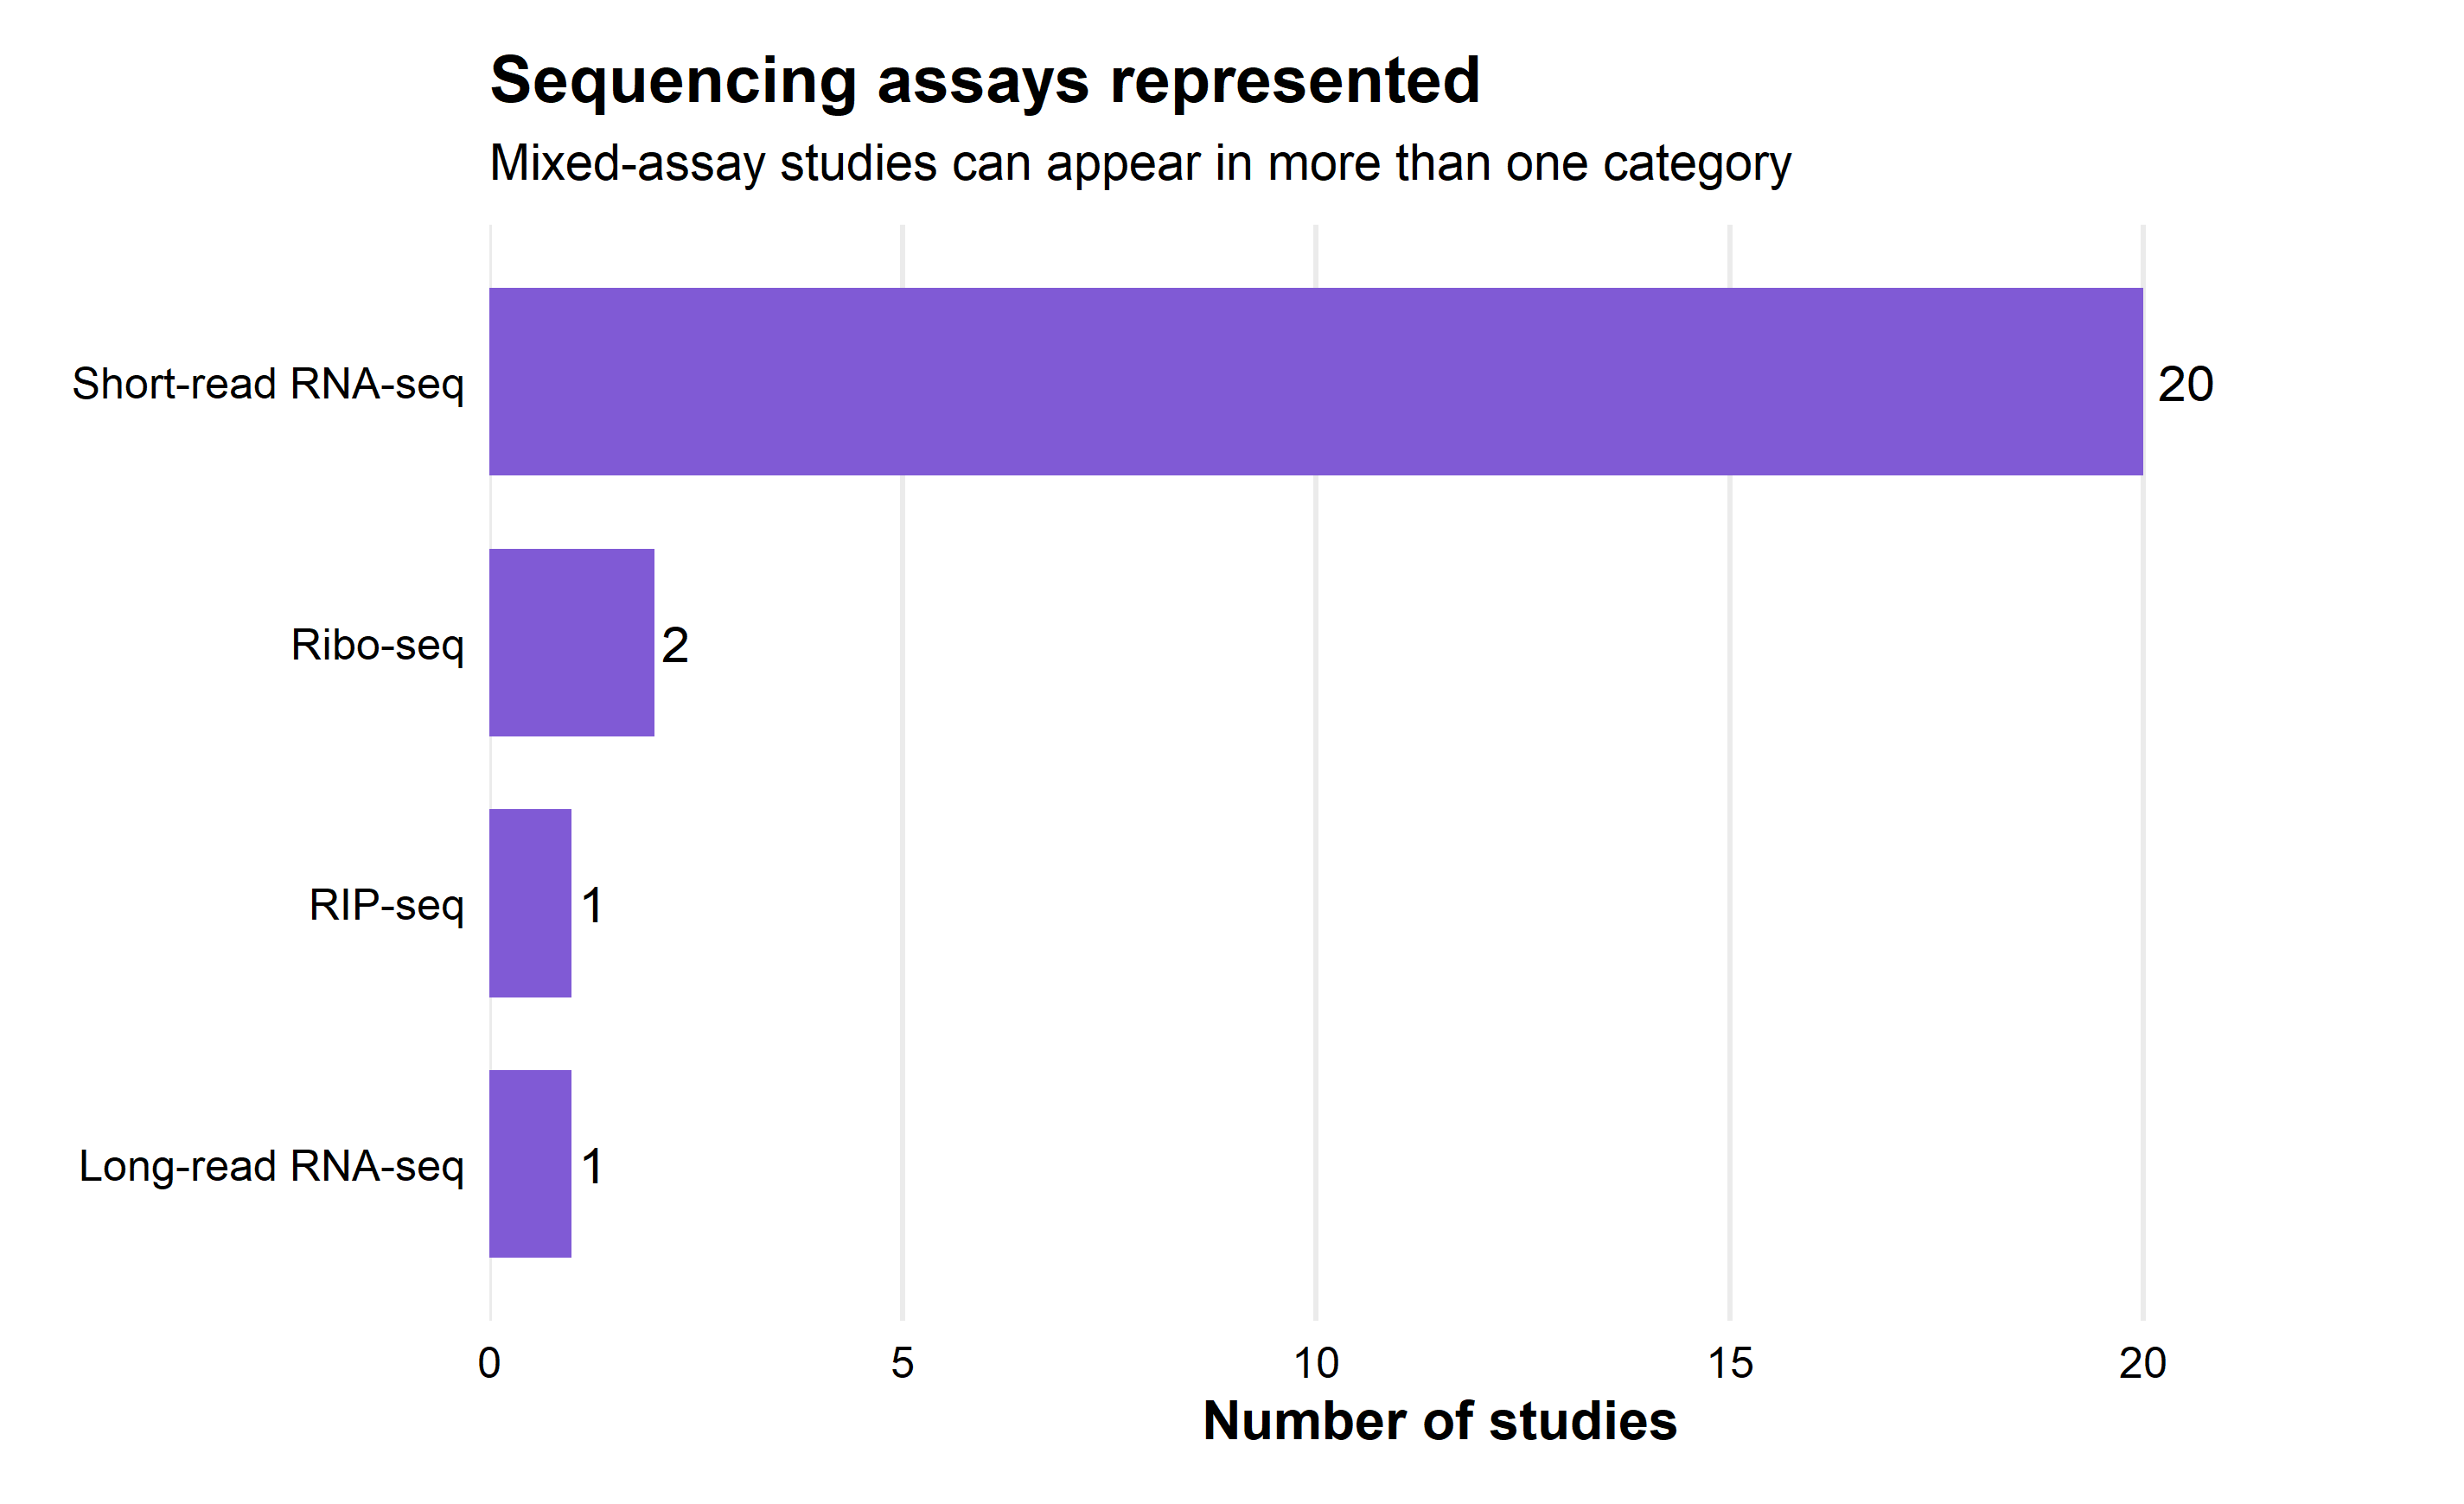 Sequencing assays represented
Mixed-assay studies can appear in more than one category
Short-read RNA-seq
20
Ribo-seq
2
RIP-seq
1
Long-read RNA-seq
1
0 5 10 15 20
Number of studies